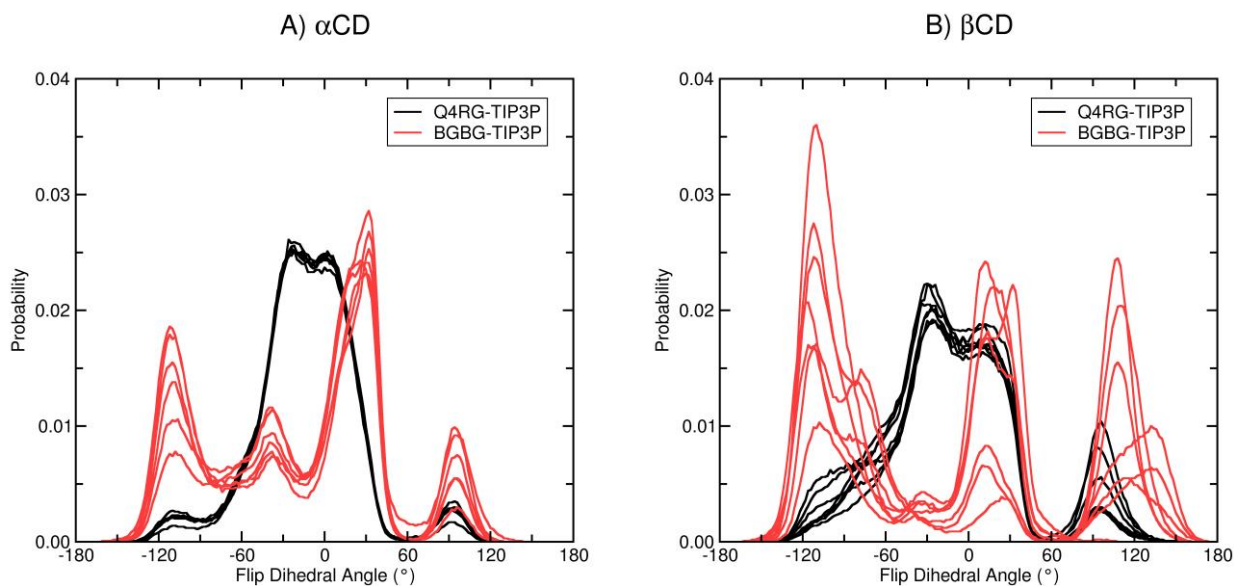 A) αCD
0.04
0.03
0.02
0.01
0.00
Probability
Q4RG-TIP3P
BGBG-TIP3P
-180 -120 -60 0 60 120 180
Flip Dihedral Angle (°)
B) βCD
0.04
0.03
0.02
0.01
0.00
Probability
Q4RG-TIP3P
BGBG-TIP3P
-180 -120 -60 0 60 120 180
Flip Dihedral Angle (°)